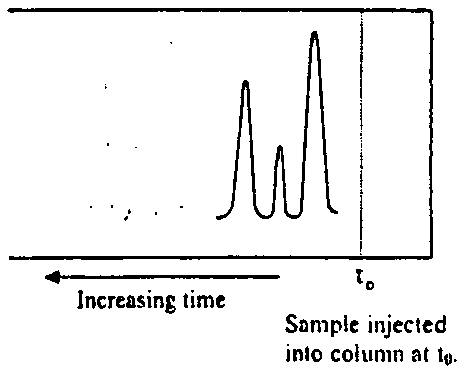 t₀
Increasing time
Sample injected
into column at t₀.